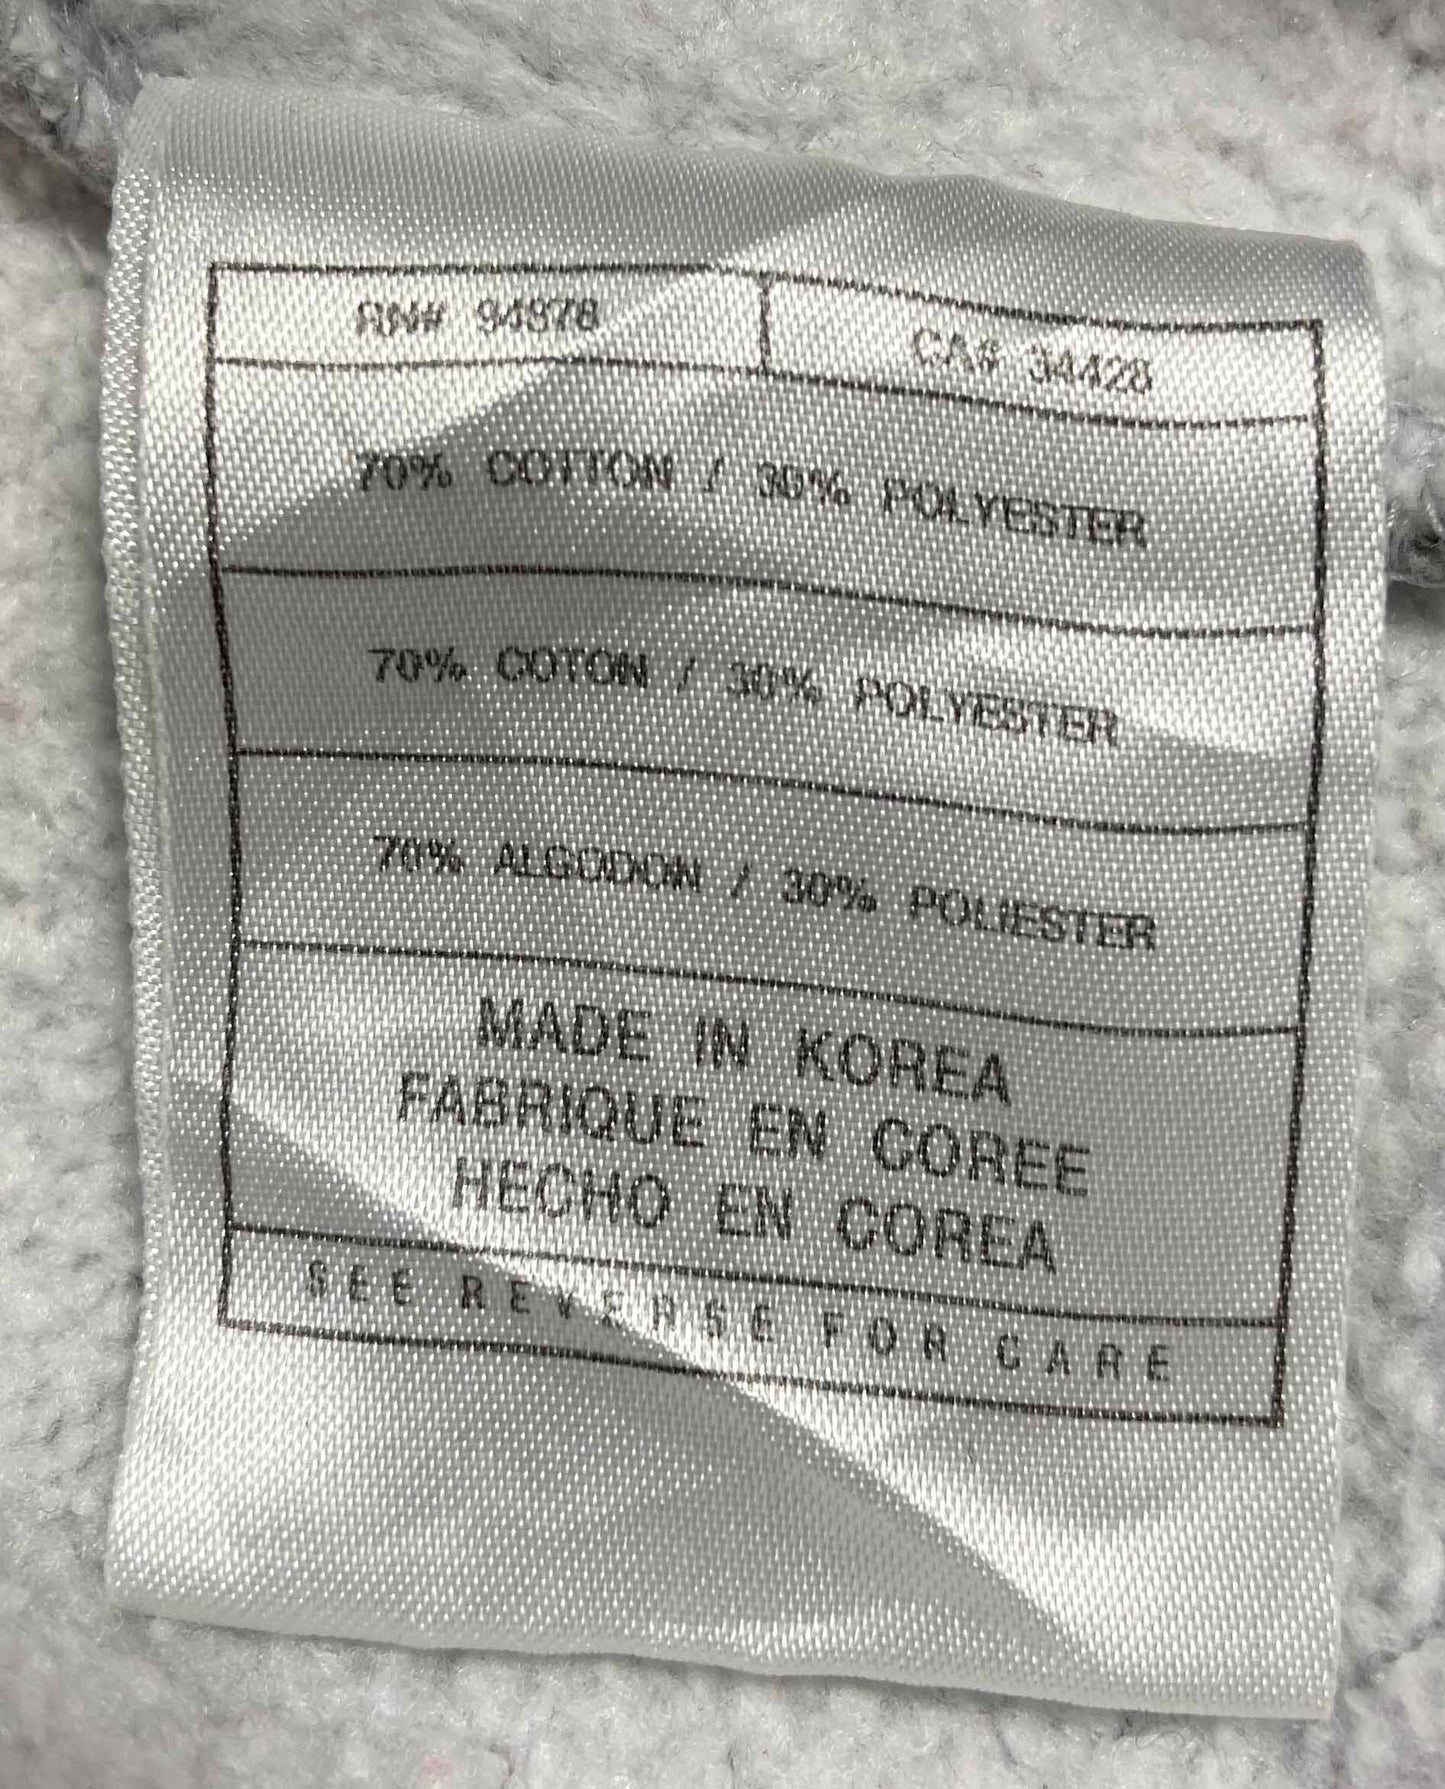 RN# 94878
CA# 34428
70% COTTON / 30% POLYESTER
70% COTON / 30% POLYESTER
70% ALGODON / 30% POLIESTER
MADE IN KOREA
FABRIQUE EN COREE
HECHO EN COREA
SEE REVERSE FOR CARE